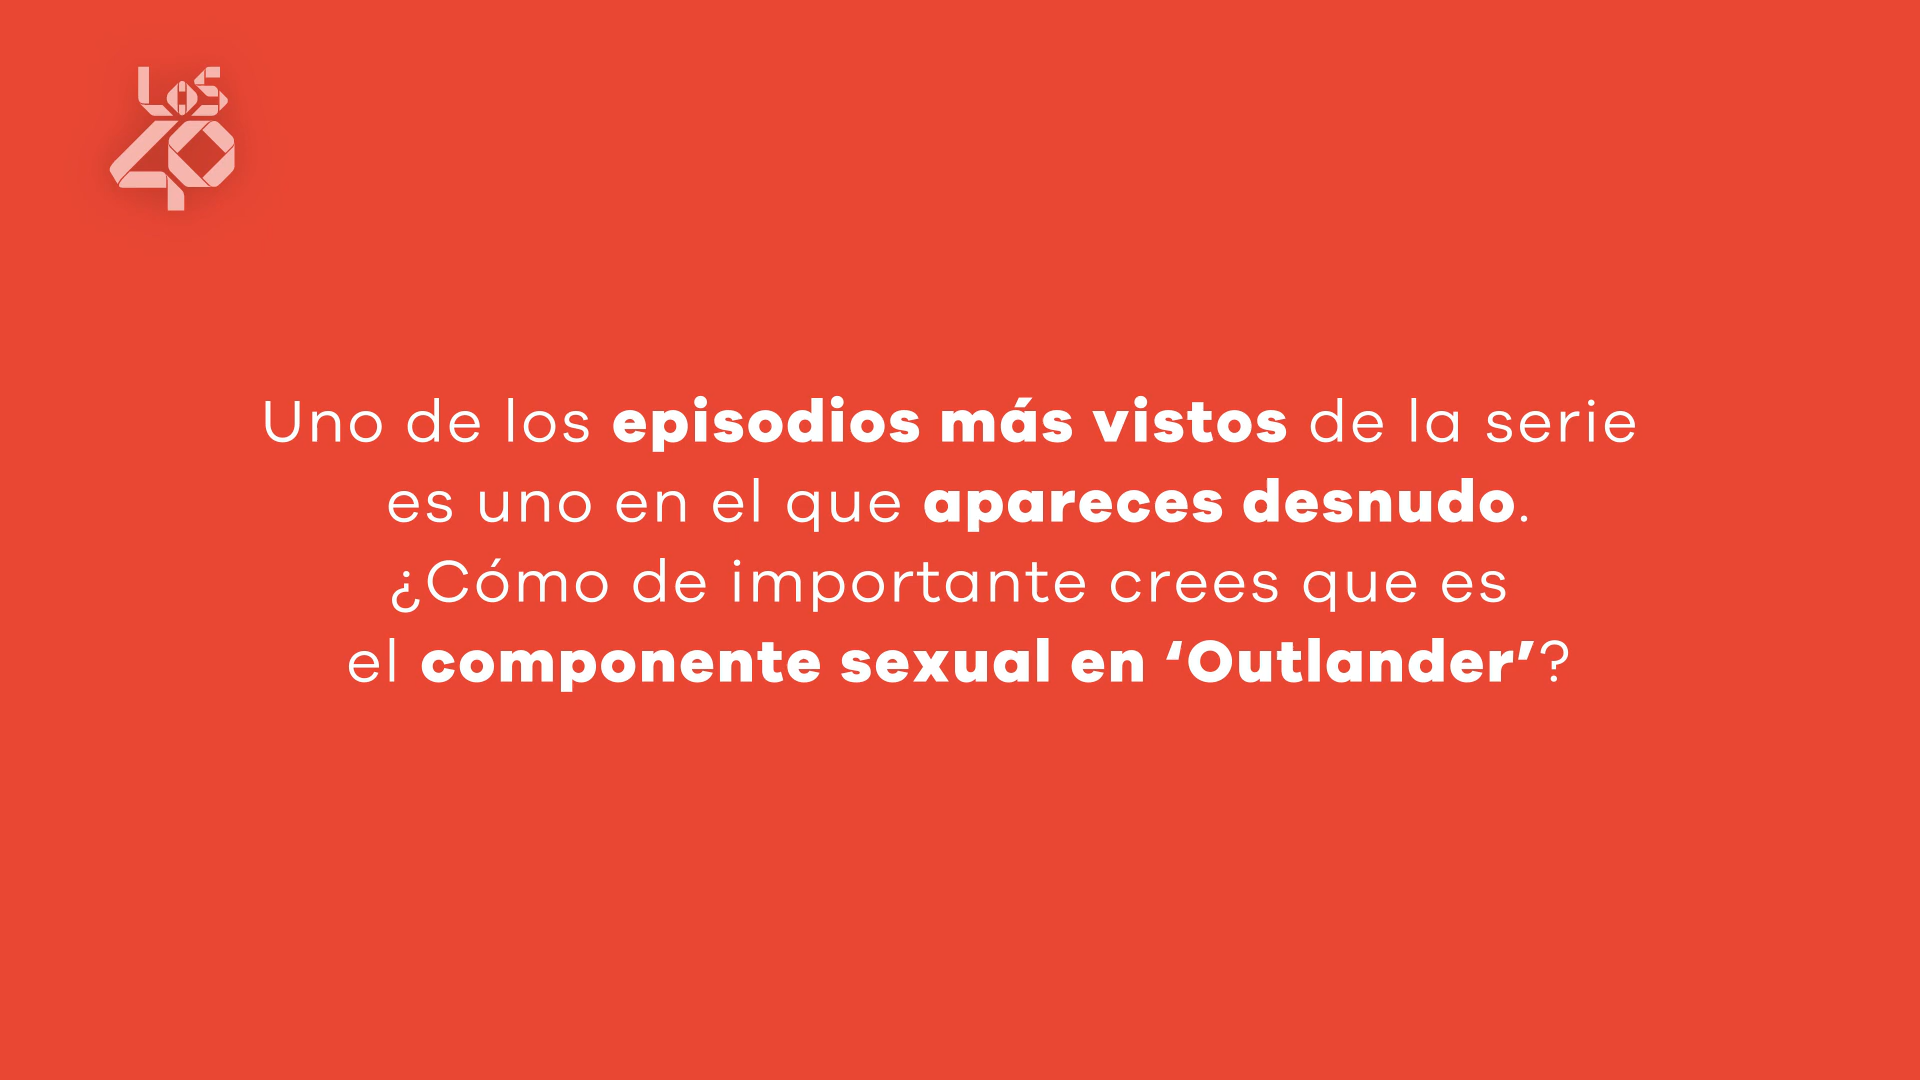 LOS
40
Uno de los episodios más vistos de la serie
es uno en el que apareces desnudo.
¿Cómo de importante crees que es
el componente sexual en ‘Outlander’?